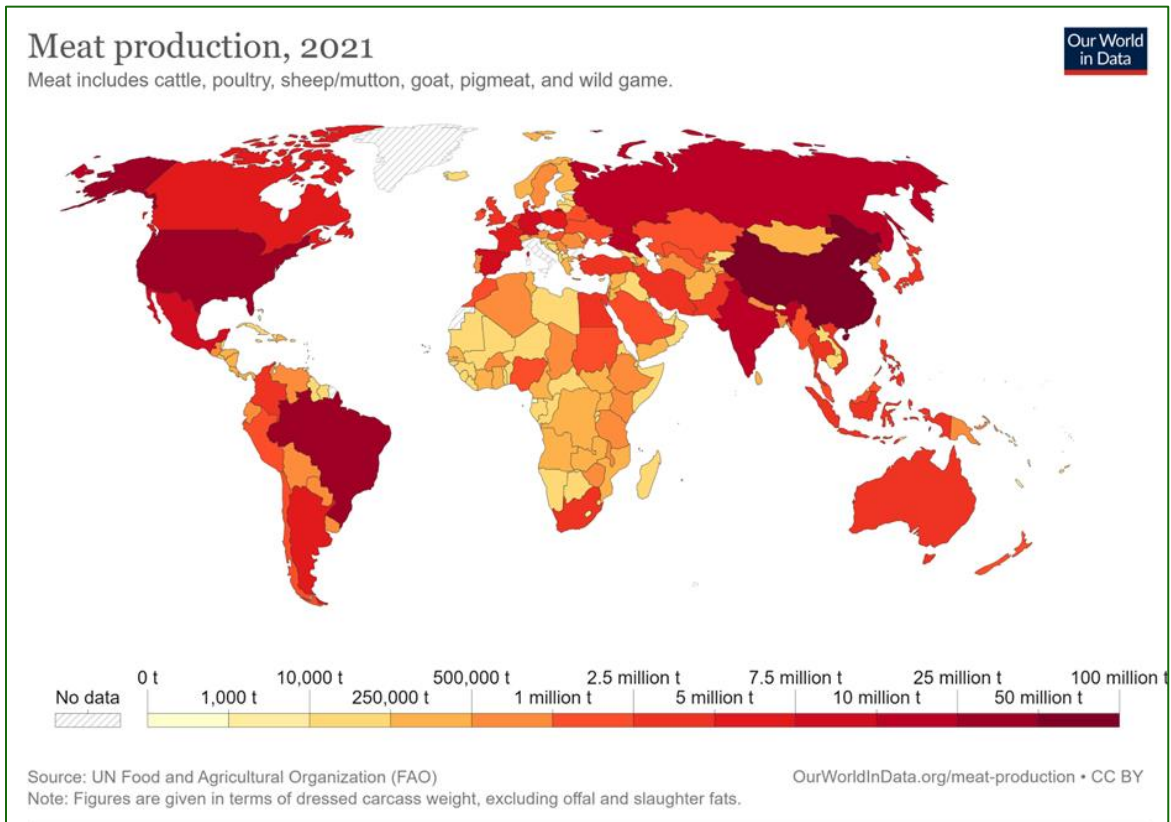 Meat production, 2021
Meat includes cattle, poultry, sheep/mutton, goat, pigmeat, and wild game.
Our World
in Data
0 t 10,000 t 500,000 t 2.5 million t 7.5 million t 25 million t 100 million t
No data 1,000 t 250,000 t 1 million t 5 million t 10 million t 50 million t
Source: UN Food and Agricultural Organization (FAO) OurWorldInData.org/meat-production • CC BY
Note: Figures are given in terms of dressed carcass weight, excluding offal and slaughter fats.